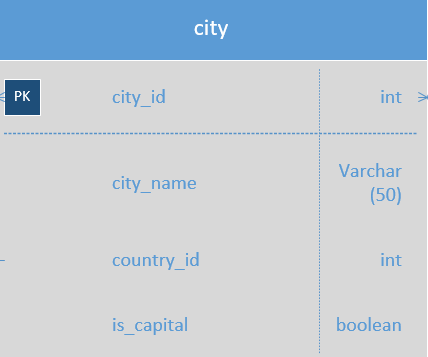 city
PK city_id int
city_name Varchar
(50)
country_id int
is_capital boolean